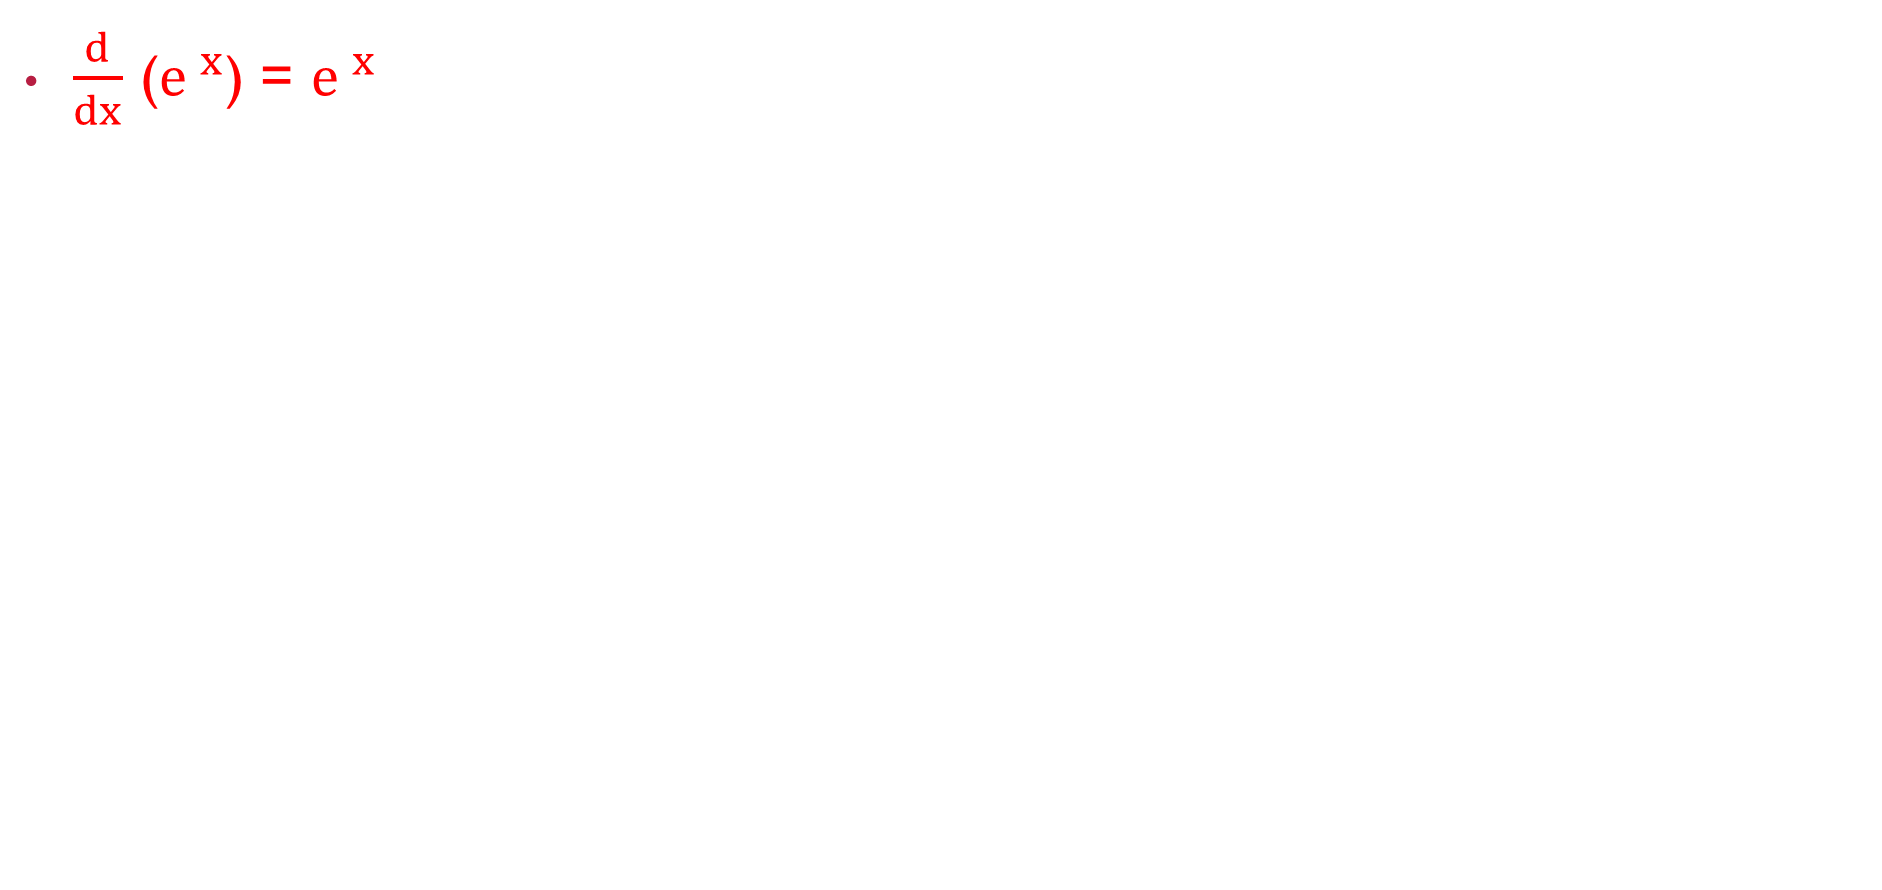 • d/dx (e^x) = e^x